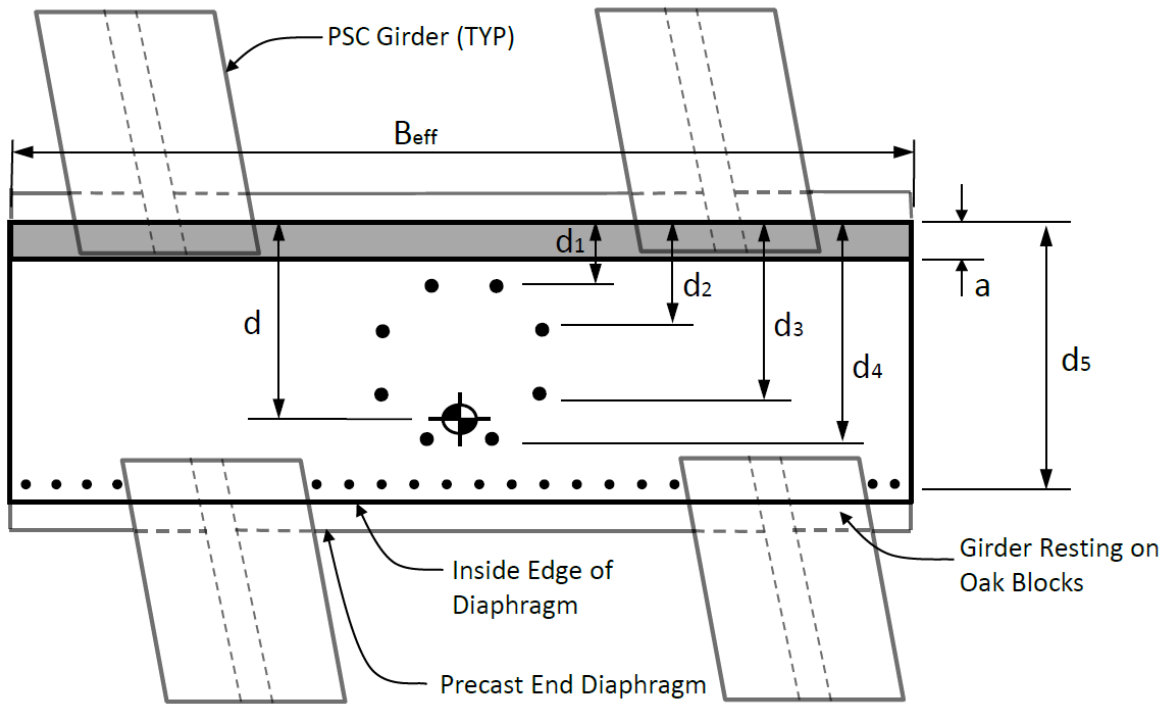 PSC Girder (TYP)
Beff
d1
d2
d
d3
a
d4
d5
Inside Edge of
Diaphragm
Girder Resting on
Oak Blocks
Precast End Diaphragm